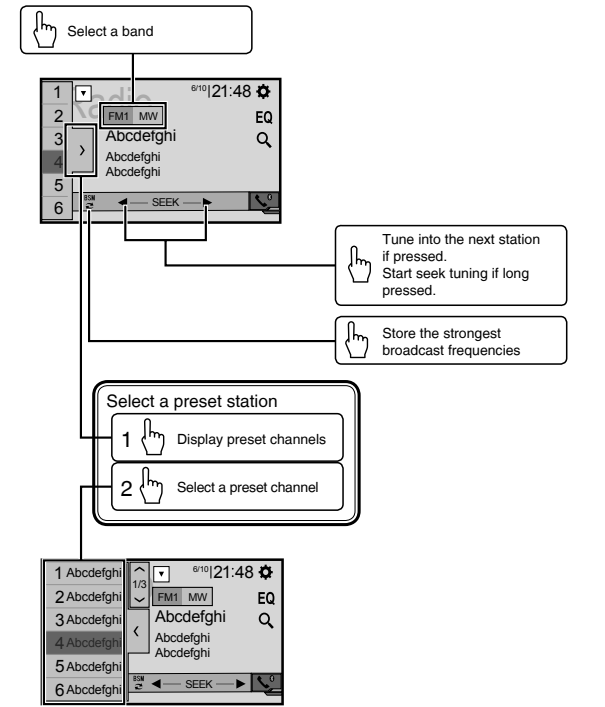 Select a band
1
2
3
4
5
6
Radio
6/10 21:48
FM1 MW
EQ
Abcdefghi
Abcdefghi
Abcdefghi
BSM
SEEK
Tune into the next station
if pressed.
Start seek tuning if long
pressed.
Store the strongest
broadcast frequencies
Select a preset station
1 Display preset channels
2 Select a preset channel
1 Abcdefghi
2 Abcdefghi
3 Abcdefghi
4 Abcdefghi
5 Abcdefghi
6 Abcdefghi
1/3
6/10 21:48
FM1 MW
EQ
Abcdefghi
Abcdefghi
Abcdefghi
BSM
SEEK